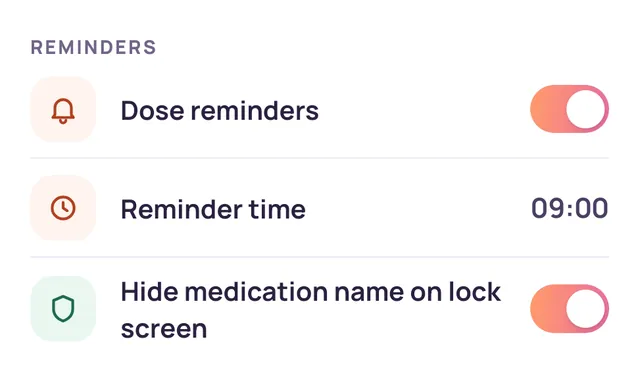 REMINDERS
Dose reminders
Reminder time
09:00
Hide medication name on lock
screen